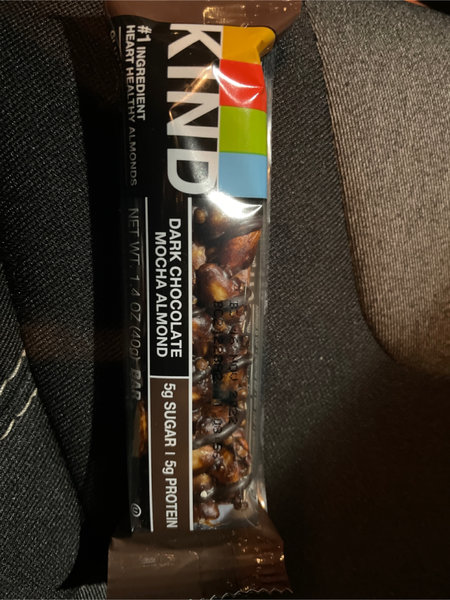 KIND
#1 INGREDIENT
HEART HEALTHY ALMONDS
DARK CHOCOLATE
MOCHA ALMOND
5g SUGAR | 5g PROTEIN
NET WT. 1.4 OZ (40g) BAR